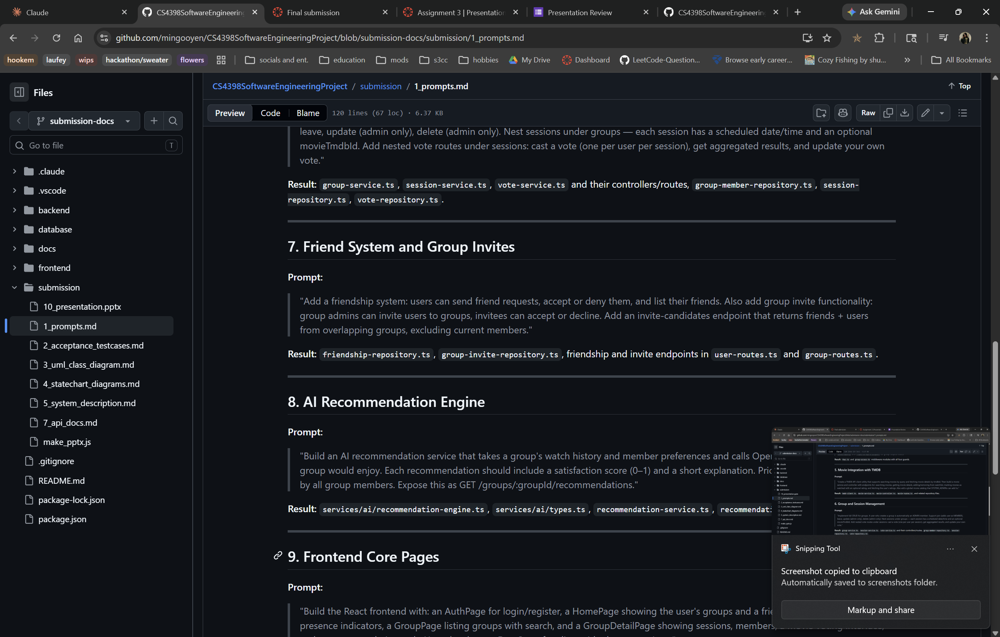 Claude
CS4398SoftwareEngineering
Final submission
Assignment 3 | Presentation
Presentation Review
CS4398SoftwareEngineering
Ask Gemini
github.com/mingooyen/CS4398SoftwareEngineeringProject/blob/submission-docs/submission/1_prompts.md
hookem
laufey
wips
hackathon/sweater
flowers
socials and ent.
education
mods
s3cc
hobbies
My Drive
Dashboard
LeetCode-Question...
Browse early career...
Cozy Fishing by shu...
»
All Bookmarks
Files
submission-docs
Go to file
T
.claude
.vscode
backend
database
docs
frontend
submission
10_presentation.pptx
1_prompts.md
2_acceptance_testcases.md
3_uml_class_diagram.md
4_statechart_diagrams.md
5_system_description.md
7_api_docs.md
make_pptx.js
.gitignore
README.md
package-lock.json
package.json
CS4398SoftwareEngineeringProject / submission / 1_prompts.md
Top
Preview
Code
Blame
120 lines (67 loc) · 6.37 KB
Raw
leave, update (admin only), delete (admin only). Nest sessions under groups — each session has a scheduled date/time and an optional
movieTmdbId. Add nested vote routes under sessions: cast a vote (one per user per session), get aggregated results, and update your own
vote."
Result: group-service.ts , session-service.ts , vote-service.ts and their controllers/routes, group-member-repository.ts , session-
repository.ts , vote-repository.ts .
7. Friend System and Group Invites
Prompt:
"Add a friendship system: users can send friend requests, accept or deny them, and list their friends. Also add group invite functionality:
group admins can invite users to groups, invitees can accept or decline. Add an invite-candidates endpoint that returns friends + users
from overlapping groups, excluding current members."
Result: friendship-repository.ts , group-invite-repository.ts , friendship and invite endpoints in user-routes.ts and group-routes.ts .
8. AI Recommendation Engine
Prompt:
"Build an AI recommendation service that takes a group's watch history and member preferences and calls Ope
group would enjoy. Each recommendation should include a satisfaction score (0–1) and a short explanation. Pri
by all group members. Expose this as GET /groups/:groupId/recommendations."
Result: services/ai/recommendation-engine.ts , services/ai/types.ts , recommendation-service.ts , recommendati
9. Frontend Core Pages
Prompt:
"Build the React frontend with: an AuthPage for login/register, a HomePage showing the user's groups and a frie
presence indicators, a GroupPage listing groups with search, and a GroupDetailPage showing sessions, members,
5. Movie Integration with TMDB
Prompt:
6. Group and Session Management
Prompt:
Snipping Tool
Screenshot copied to clipboard
Automatically saved to screenshots folder.
Markup and share